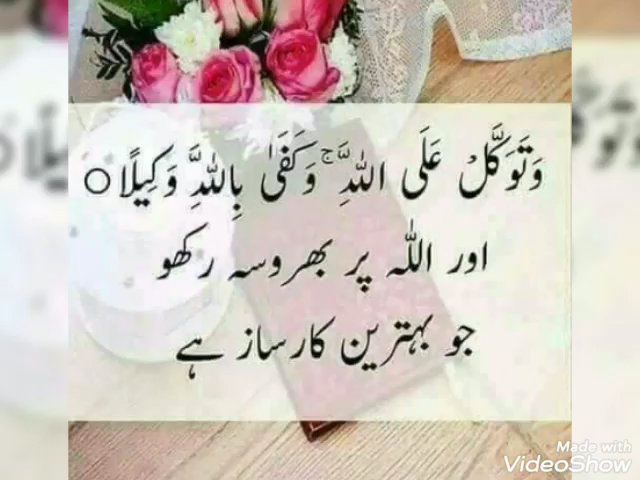 وَتَوَكَّلْ عَلَى اللّٰهِ ۚ وَكَفَىٰ بِاللّٰهِ وَكِيلًا ○
اور اللہ پر بھروسہ رکھو
جو بہترین کارساز ہے
Made with
VideoShow